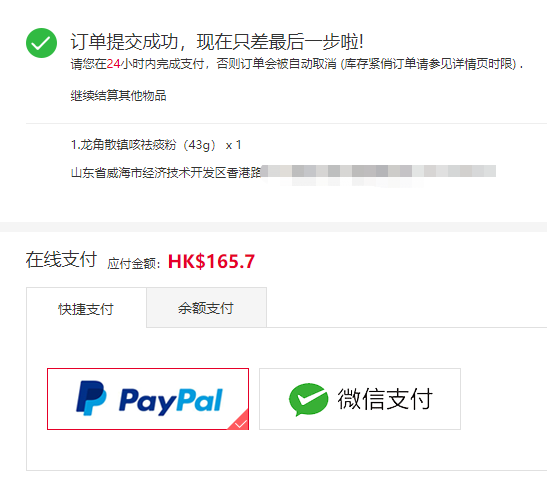 订单提交成功，现在只差最后一步啦!
请您在24小时内完成支付，否则订单会被自动取消 (库存紧俏订单请参见详情页时限) .
继续结算其他物品
1.龙角散镇咳祛痰粉（43g） x 1
山东省威海市经济技术开发区香港路
在线支付 应付金额： HK$165.7
快捷支付 余额支付
PayPal 微信支付